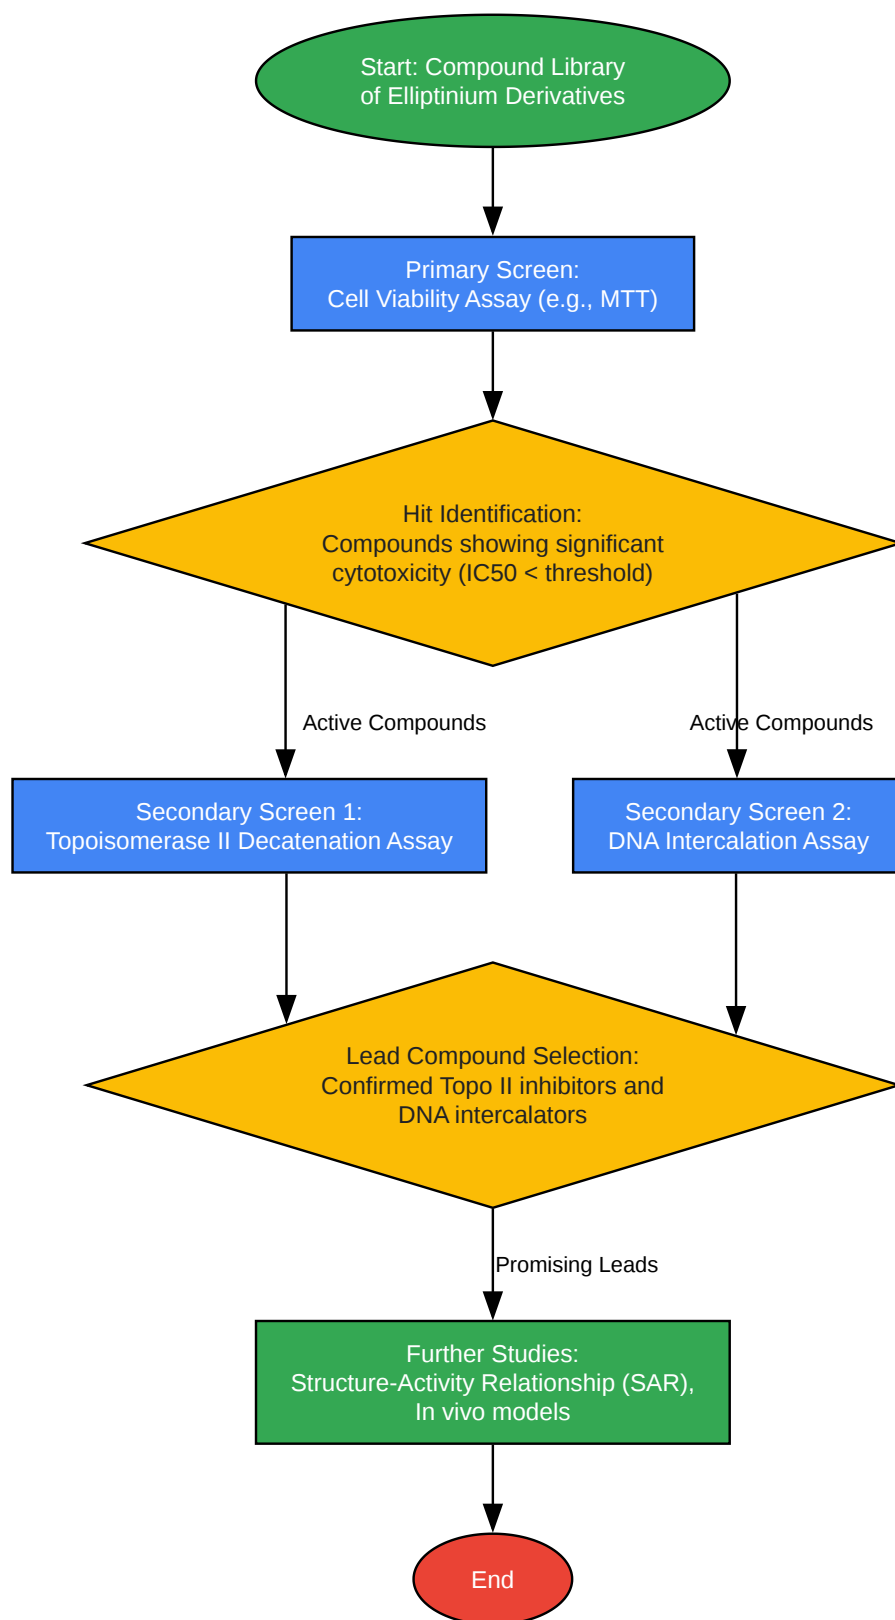 Start: Compound Library
of Elliptinium Derivatives
Primary Screen:
Cell Viability Assay (e.g., MTT)
Hit Identification:
Compounds showing significant
cytotoxicity (IC50 < threshold)
Active Compounds
Active Compounds
Secondary Screen 1:
Topoisomerase II Decatenation Assay
Secondary Screen 2:
DNA Intercalation Assay
Lead Compound Selection:
Confirmed Topo II inhibitors and
DNA intercalators
Promising Leads
Further Studies:
Structure-Activity Relationship (SAR),
In vivo models
End